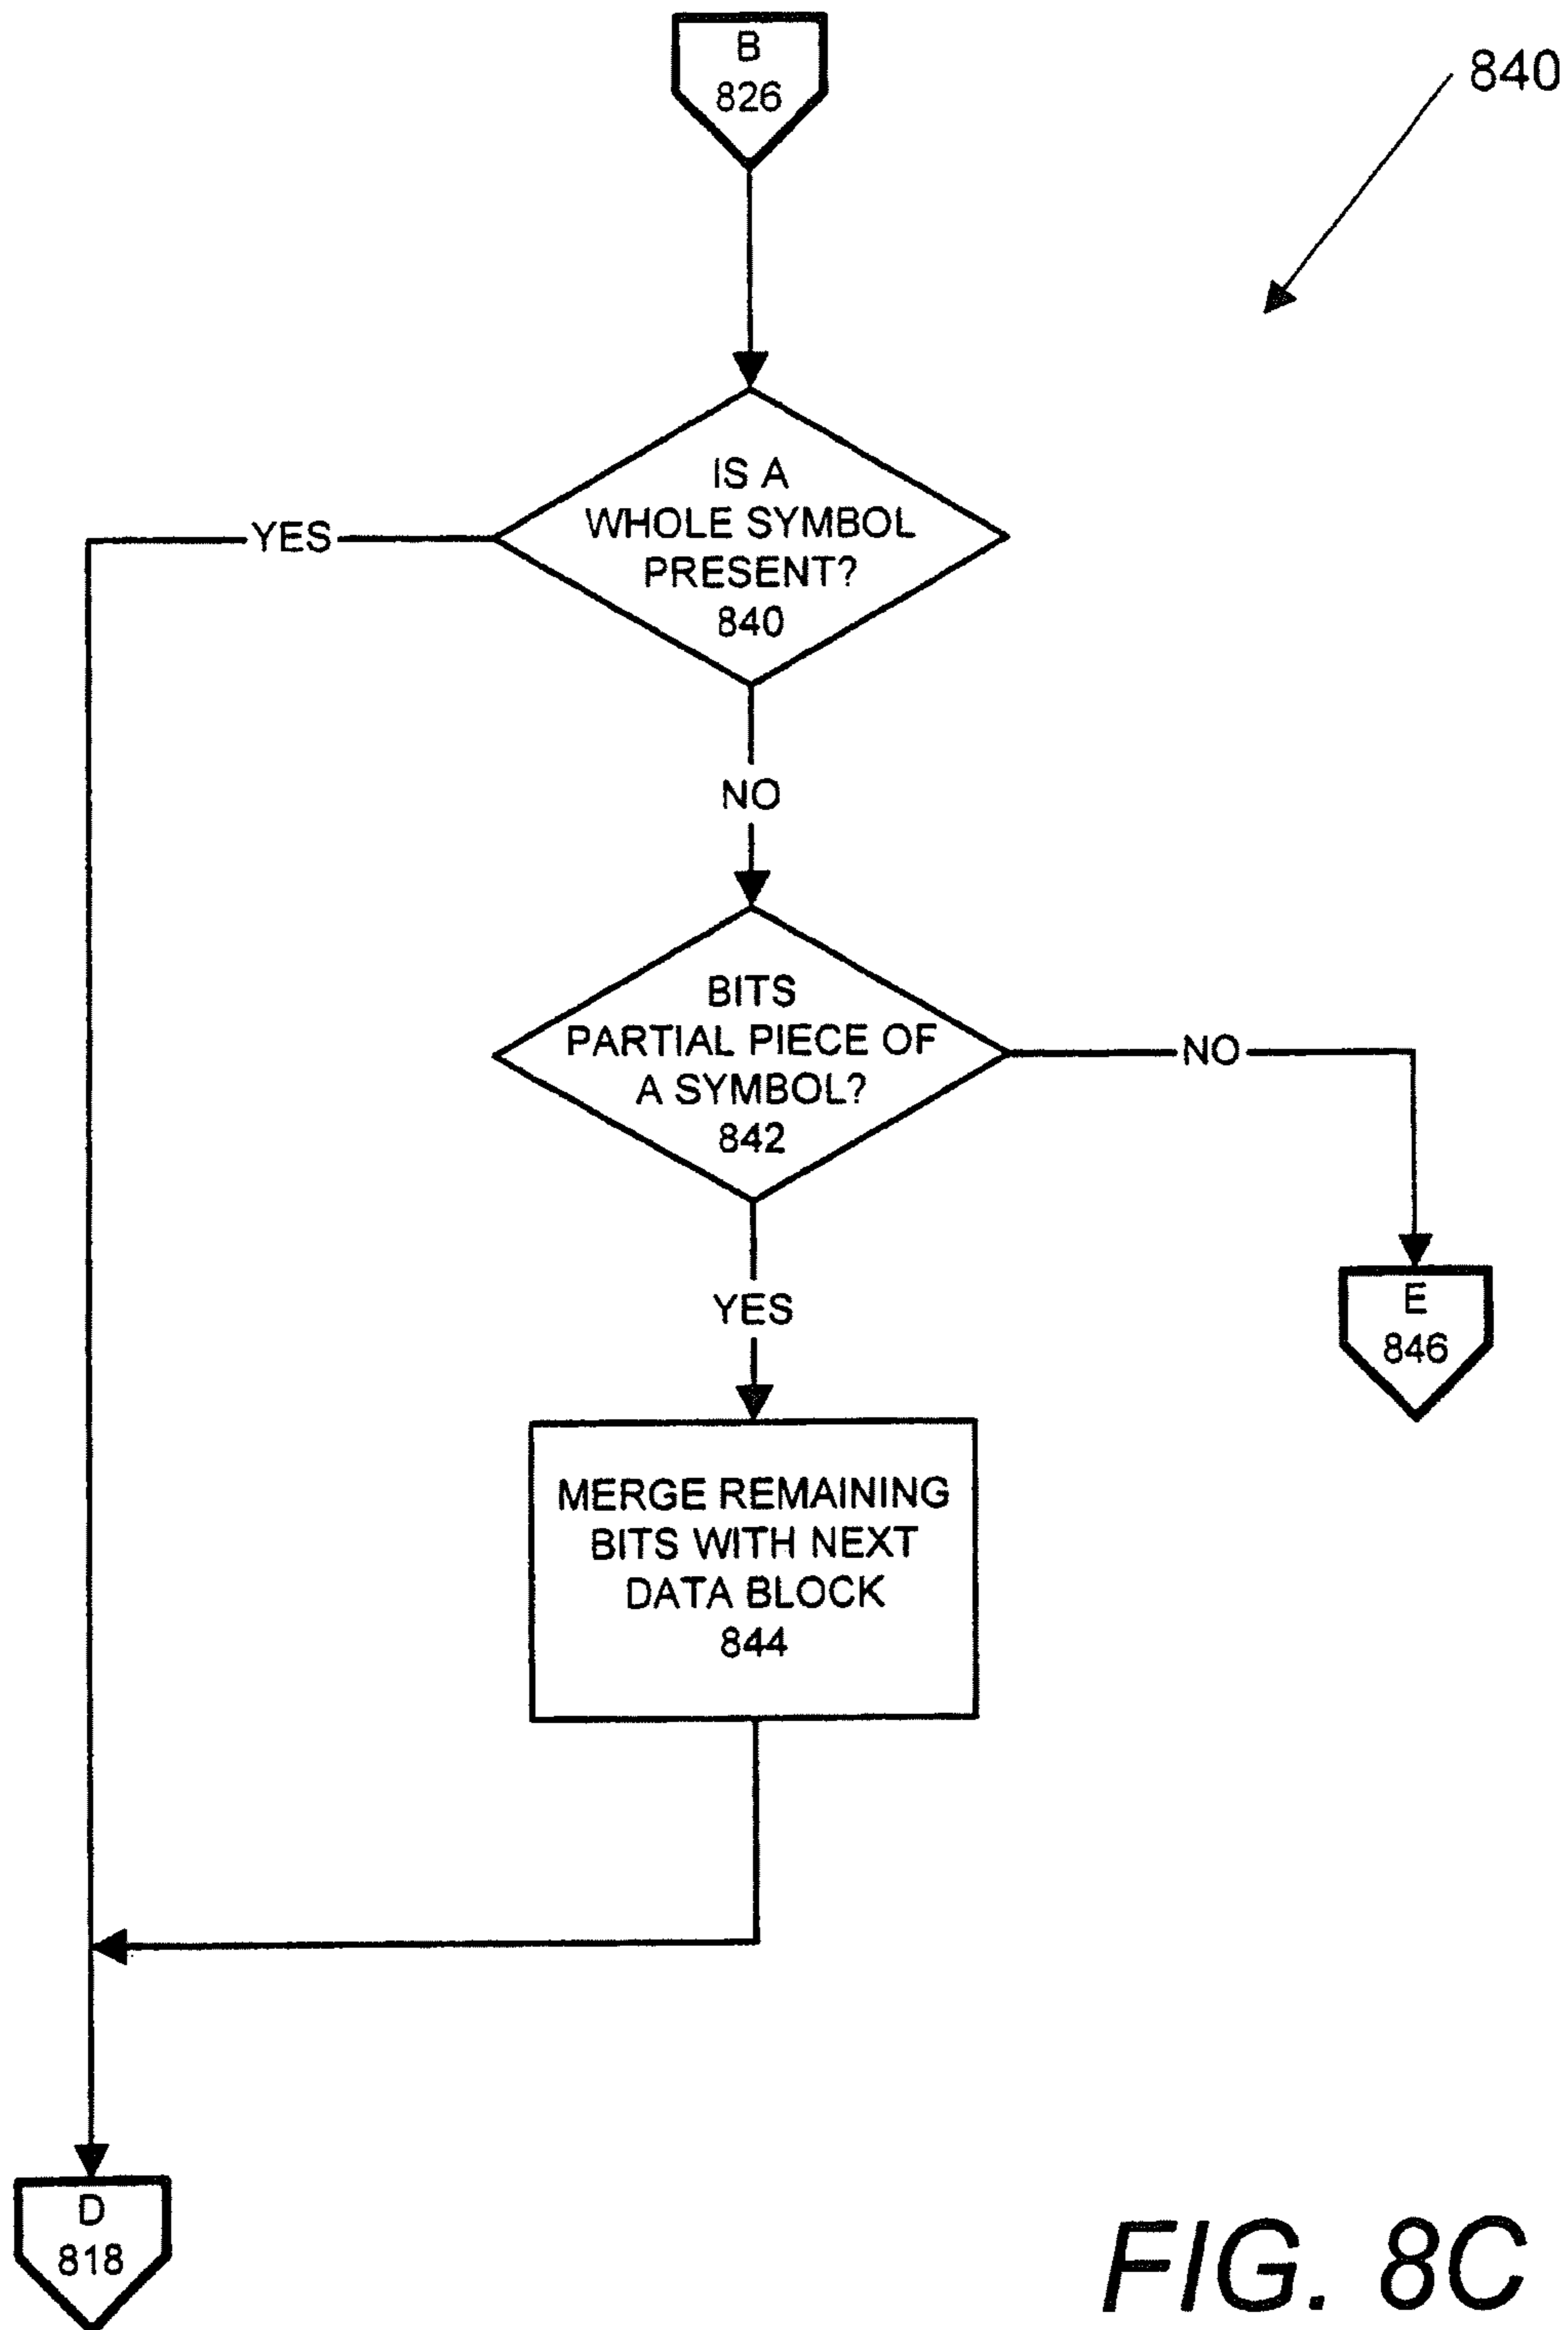 B
826
840
IS A
WHOLE SYMBOL
PRESENT?
840
YES
NO
BITS
PARTIAL PIECE OF
A SYMBOL?
842
NO
YES
E
846
MERGE REMAINING
BITS WITH NEXT
DATA BLOCK
844
D
818
FIG. 8C